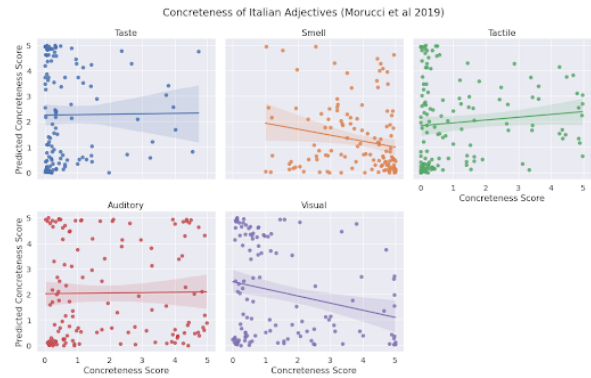 Concreteness of Italian Adjectives (Morucci et al 2019)
Taste
Smell
Tactile
Predicted Concreteness Score
5
4
3
2
1
0
0 1 2 3 4 5
Concreteness Score
Auditory
Visual
Predicted Concreteness Score
5
4
3
2
1
0
0 1 2 3 4 5
Concreteness Score
0 1 2 3 4 5
Concreteness Score